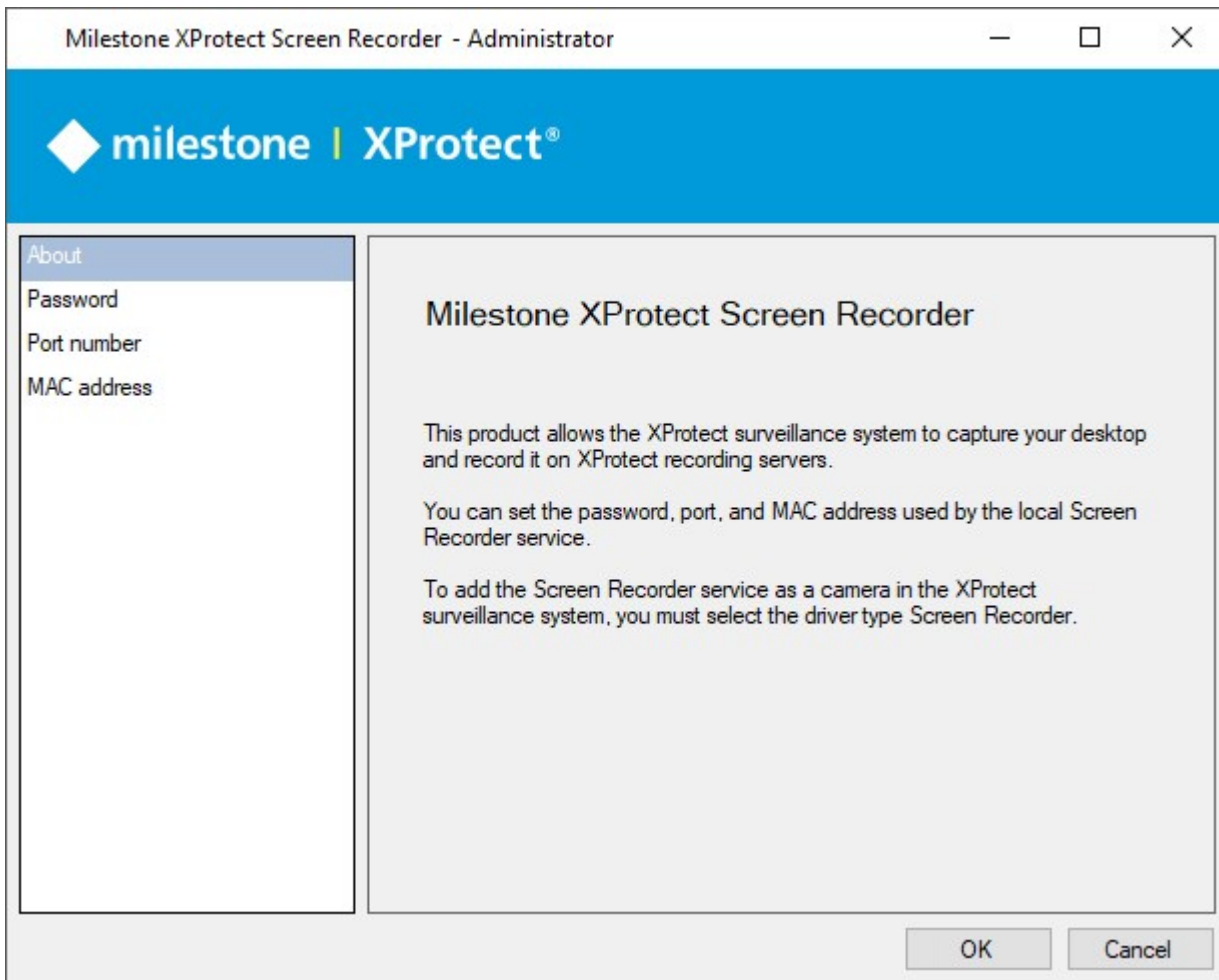 Milestone XProtect Screen Recorder - Administrator
milestone | XProtect®
About
Password
Port number
MAC address
Milestone XProtect Screen Recorder
This product allows the XProtect surveillance system to capture your desktop
and record it on XProtect recording servers.
You can set the password, port, and MAC address used by the local Screen
Recorder service.
To add the Screen Recorder service as a camera in the XProtect
surveillance system, you must select the driver type Screen Recorder.
OK
Cancel